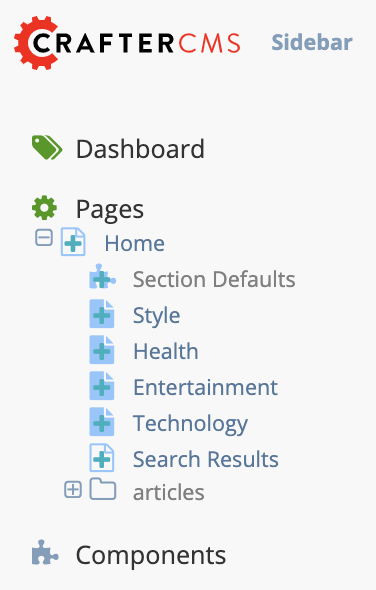 CRAFTERCMS Sidebar
Dashboard
Pages
Home
Section Defaults
Style
Health
Entertainment
Technology
Search Results
articles
Components